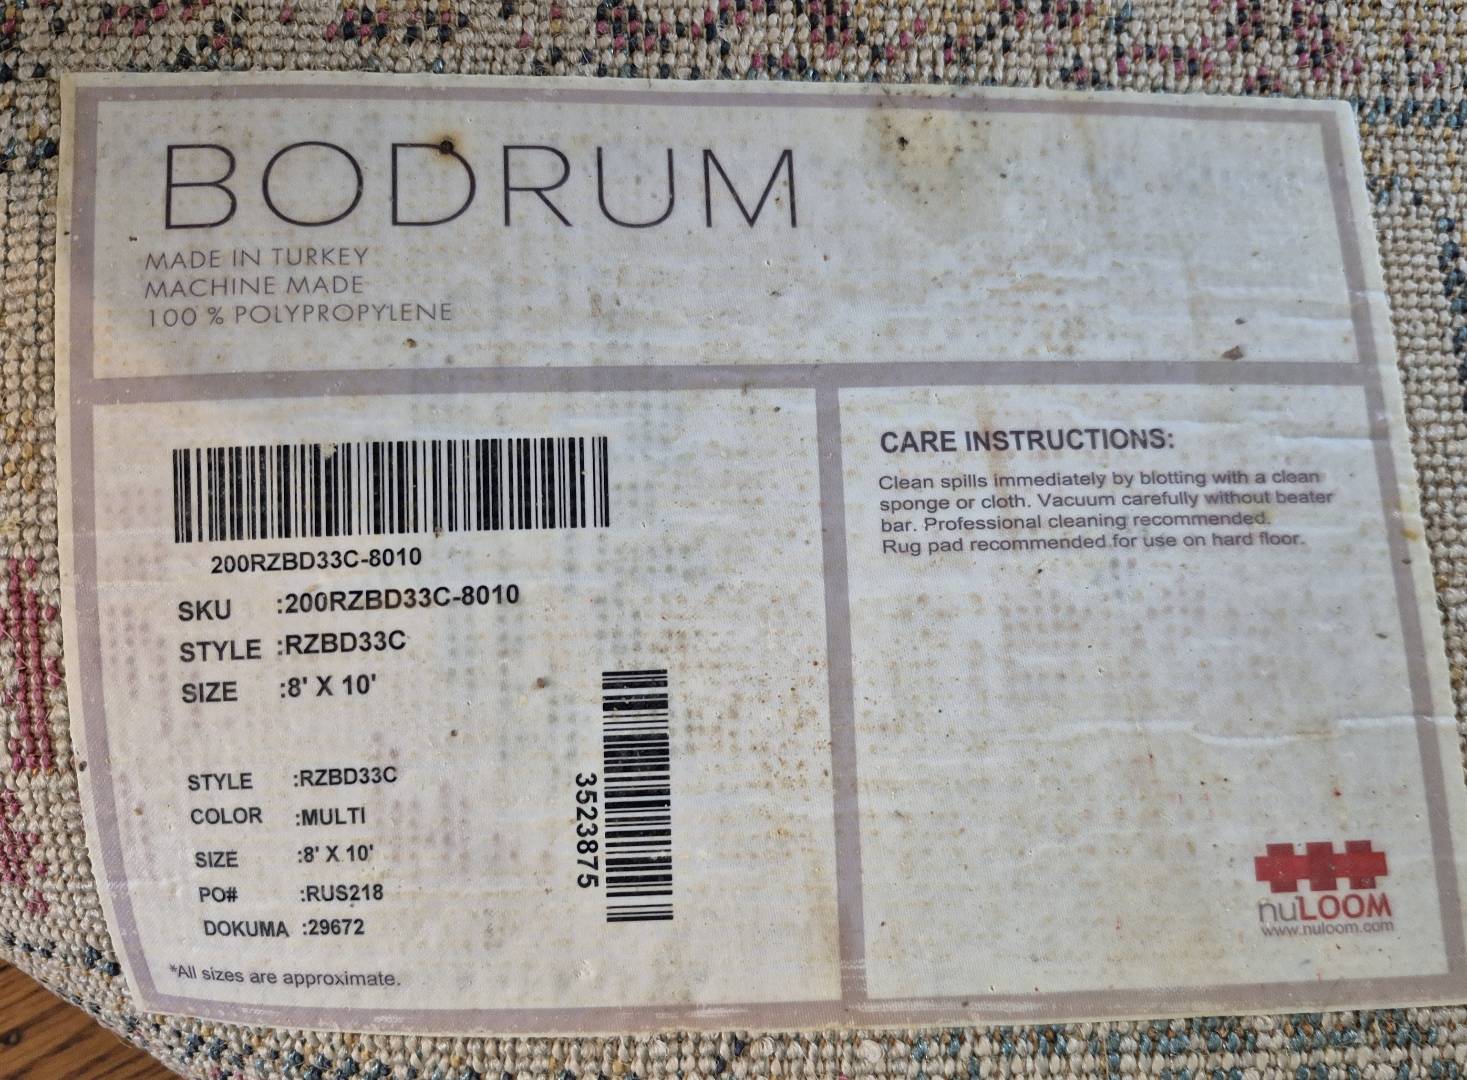 BODRUM
MADE IN TURKEY
MACHINE MADE
100 % POLYPROPYLENE
200RZBD33C-8010
SKU :200RZBD33C-8010
STYLE :RZBD33C
SIZE :8' X 10'
STYLE :RZBD33C
COLOR :MULTI
SIZE :8' X 10'
PO# :RUS218
DOKUMA :29672
*All sizes are approximate.
3523875
CARE INSTRUCTIONS:
Clean spills immediately by blotting with a clean
sponge or cloth. Vacuum carefully without beater
bar. Professional cleaning recommended.
Rug pad recommended for use on hard floor.
nuLOOM
www.nuloom.com